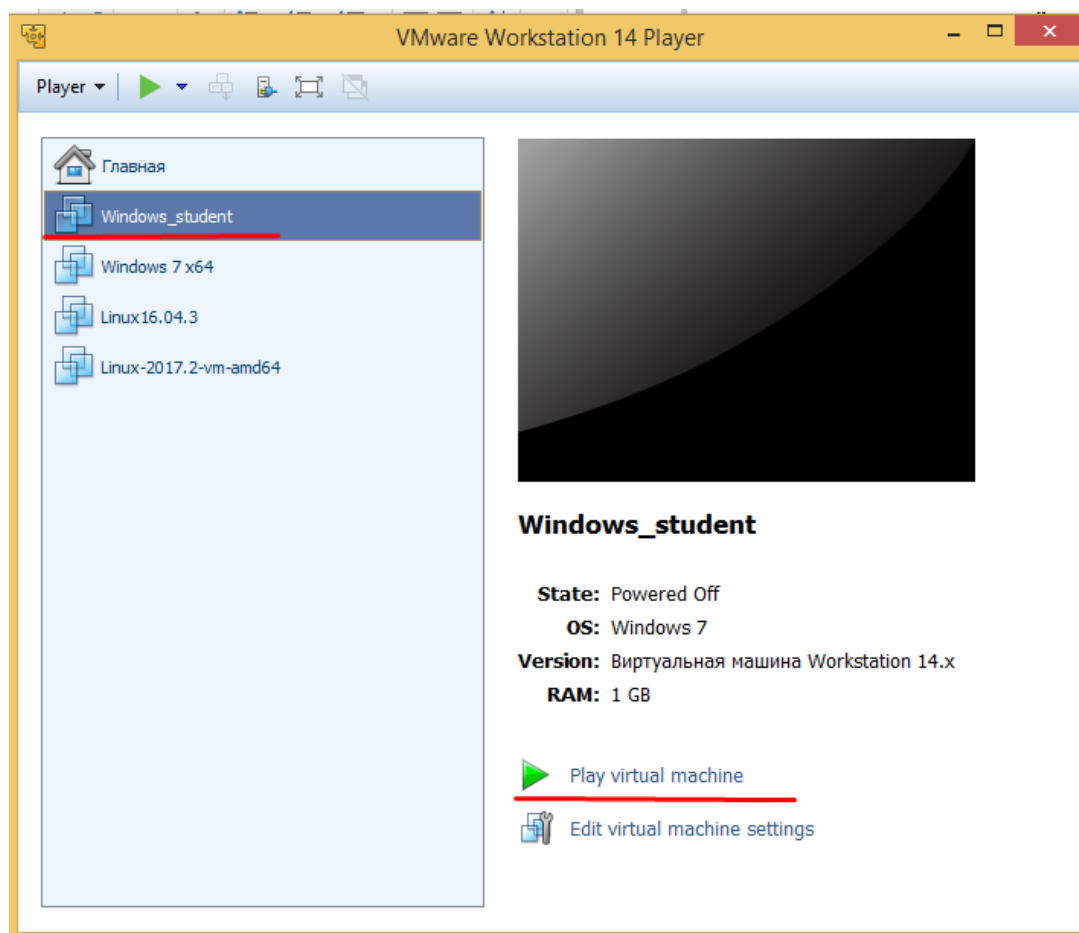 VMware Workstation 14 Player
Player
Главная
Windows_student
Windows 7 x64
Linux16.04.3
Linux-2017.2-vm-amd64
Windows_student
State: Powered Off
OS: Windows 7
Version: Виртуальная машина Workstation 14.x
RAM: 1 GB
Play virtual machine
Edit virtual machine settings